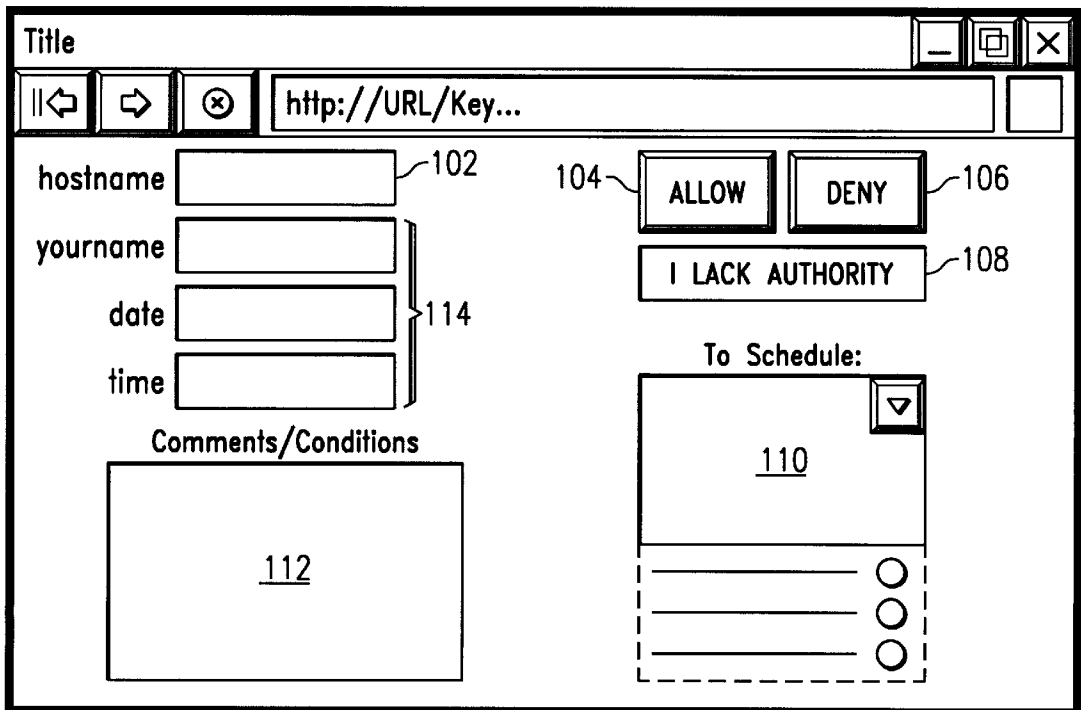 Title
http://URL/Key...
hostname
102
yourname
date
time
114
104
ALLOW
DENY
106
I LACK AUTHORITY
108
To Schedule:
110
Comments/Conditions
112